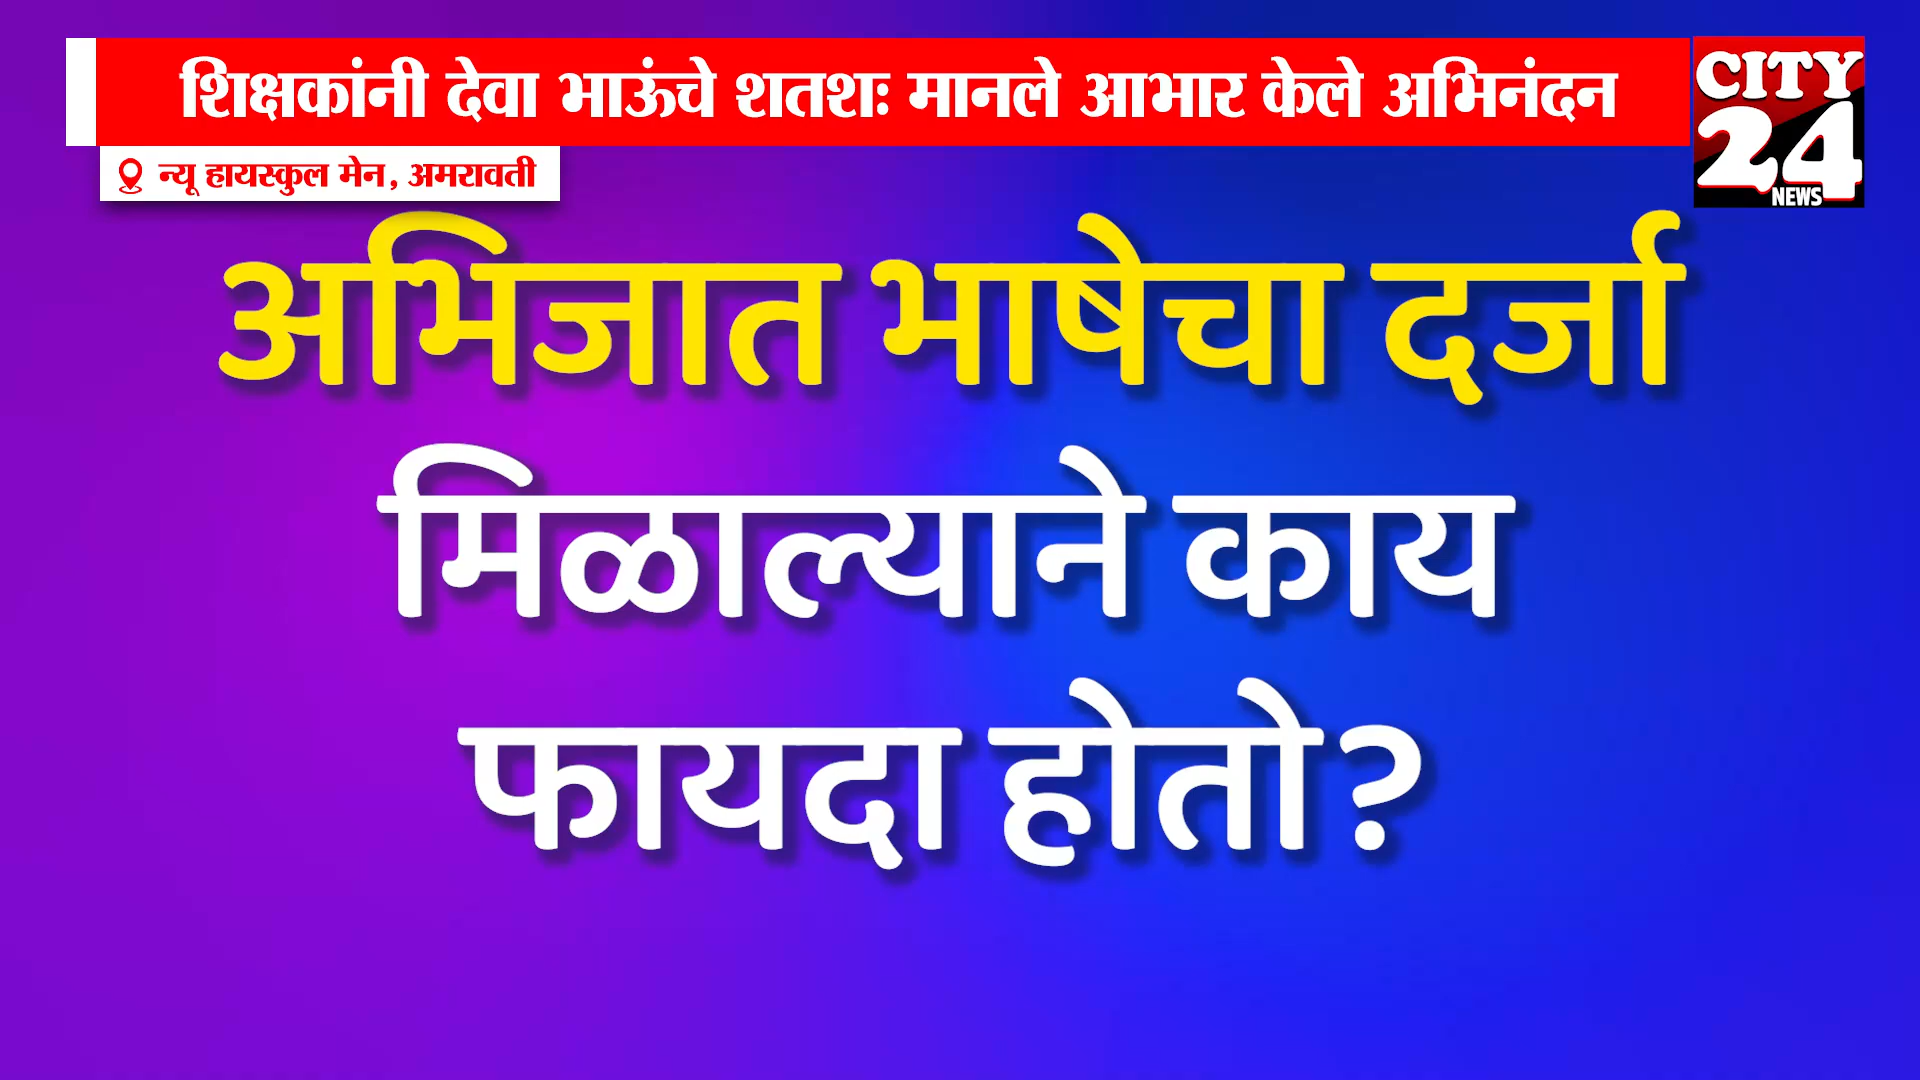 शिक्षकांनी देवा भाऊंचे शतशः मानले आभार केले अभिनंदन
CITY
24
NEWS
न्यू हायस्कुल मेन, अमरावती
अभिजात भाषेचा दर्जा
मिळाल्याने काय
फायदा होतो?